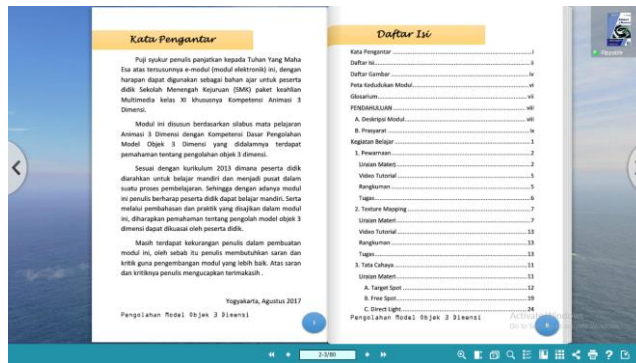 Kata Pengantar
Puji syukur penulis panjatkan kepada Tuhan Yang Maha
Esa atas tersusunnya e-modul (modul elektronik) ini, dengan
harapan dapat digunakan sebagai bahan ajar untuk peserta
didik Sekolah Menengah Kejuruan (SMK) paket keahlian
Multimedia kelas XI khususnya Kompetensi Animasi 3
Dimensi.
Modul ini disusun berdasarkan silabus mata pelajaran
Animasi 3 Dimensi dengan Kompetensi Dasar Pengolahan
Model Objek 3 Dimensi yang didalamnya terdapat
pemahaman tentang pengolahan objek 3 dimensi.
Sesuai dengan kurikulum 2013 dimana peserta didik
diarahkan untuk belajar mandiri dan menjadi pusat dalam
suatu proses pembelajaran. Sehingga dengan adanya modul
ini penulis berharap peserta didik dapat belajar mandiri. Serta
melalui pembahasan dan praktik yang disajikan dalam modul
ini, diharapkan pemahaman tentang pengolah model objek 3
dimensi dapat dikuasai oleh peserta didik.
Masih terdapat kekurangan penulis dalam pembuatan
modul ini, oleh sebab itu penulis membutuhkan saran dan
kritik guna pengembangan modul yang lebih baik. Atas saran
dan kritiknya penulis mengucapkan terimakasih .
Yogyakarta, Agustus 2017
Pengolahan Model Objek 3 Dimensi
i
Daftar Isi
Kata Pengantar ... i
Daftar Isi ... ii
Daftar Gambar ... iv
Peta Kedudukan Modul ... vi
Glosarium ... vii
PENDAHULUAN ... viii
A. Deskripsi Modul ... viii
B. Prasyarat ... ix
Kegiatan Belajar ... 1
1. Pewarnaan ... 2
Uraian Materi ... 2
Video Tutorial ... 5
Rangkuman ... 5
Tugas ... 6
2. Texture Mapping ... 7
Uraian Materi ... 7
Video Tutorial ... 13
Rangkuman ... 13
Tugas ... 13
3. Tata Cahaya ... 11
Uraian Materi ... 11
A. Target Spot ... 12
B. Free Spot ... 19
C. Direct Light ... 24
Pengolahan Model Objek 3 Dimensi
ii
2-3/80